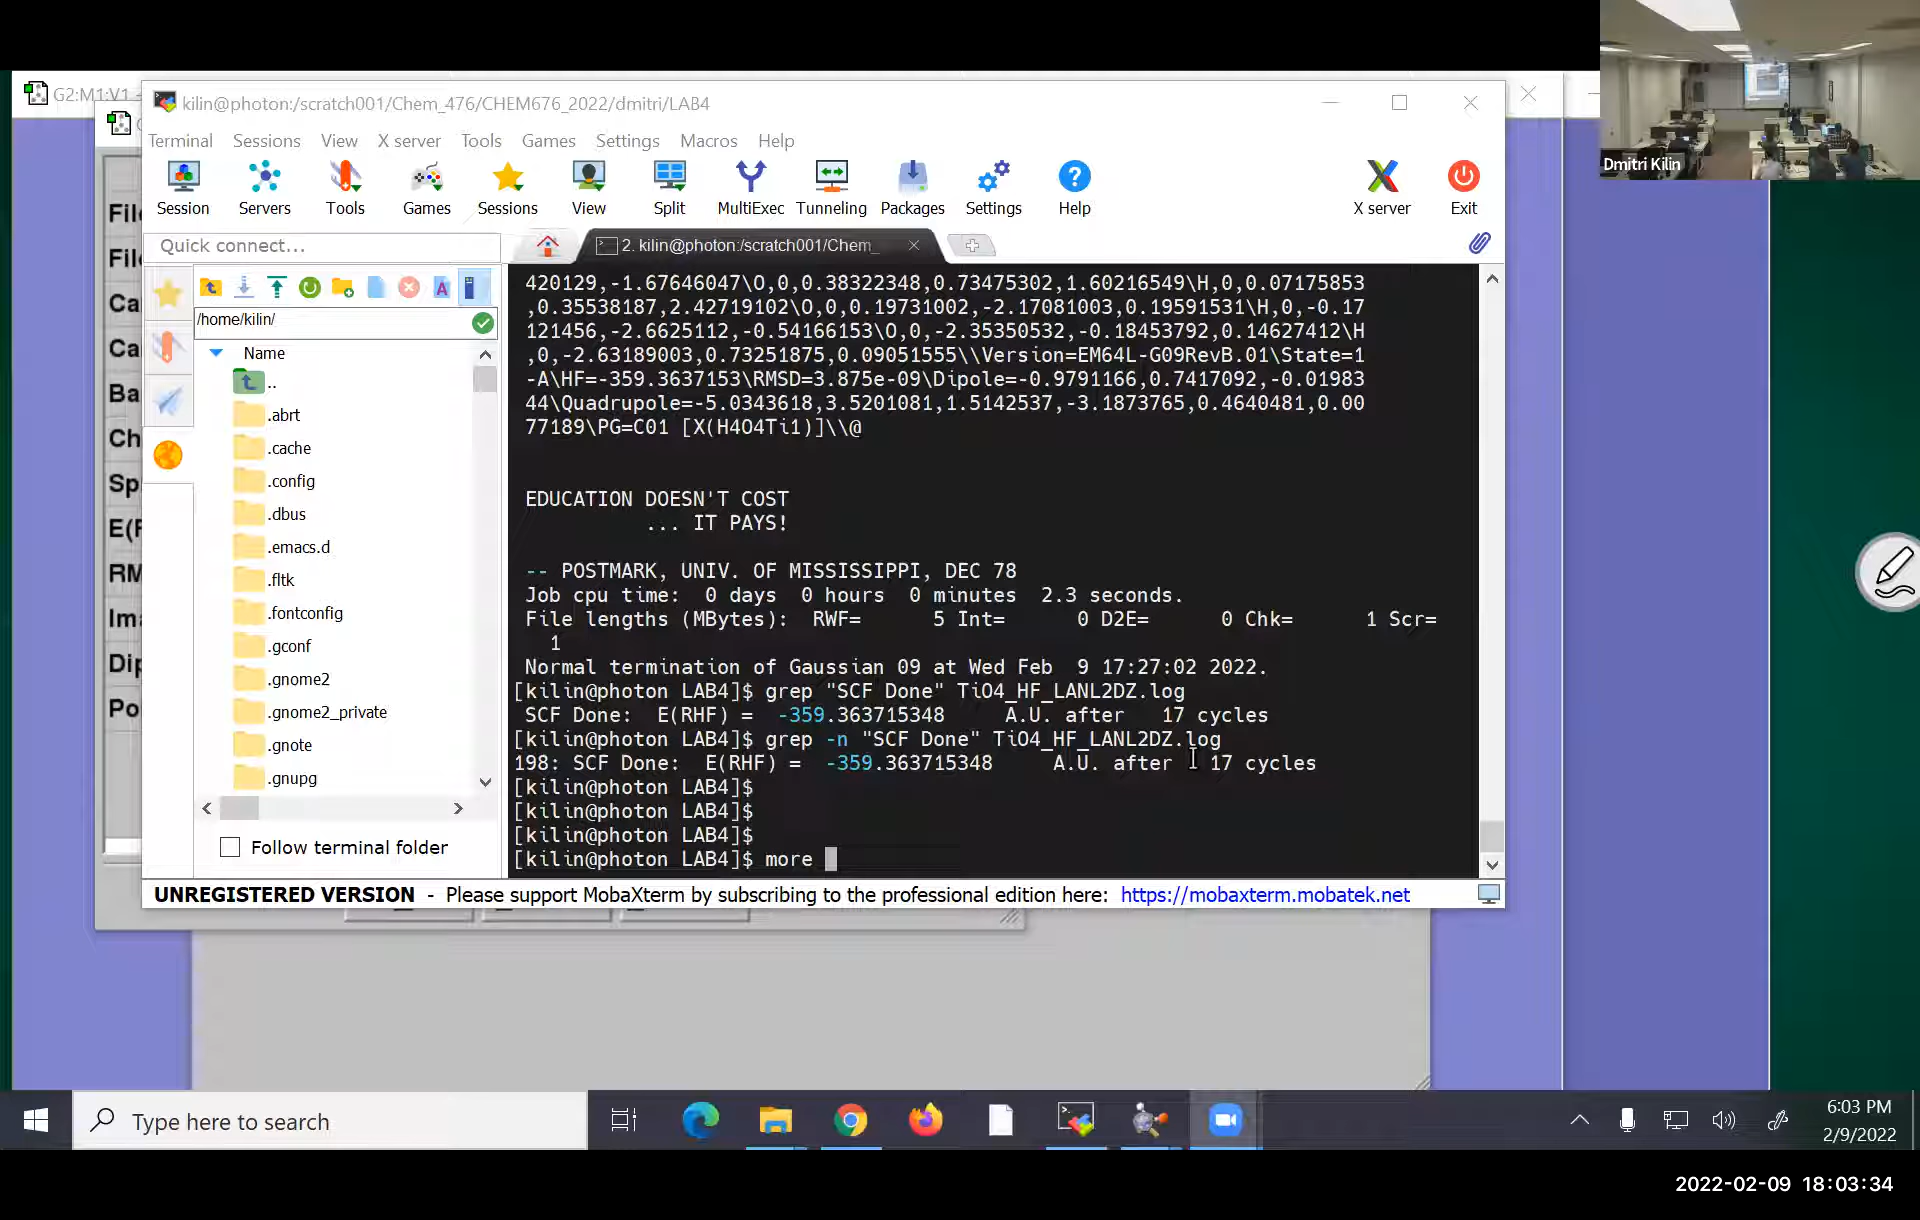 G2:M1:V1
kilin@photon:/scratch001/Chem_476/CHEM676_2022/dmitri/LAB4
Terminal Sessions View X server Tools Games Settings Macros Help
Session Servers Tools Games Sessions View Split MultiExec Tunneling Packages Settings Help X server Exit
Quick connect...
2. kilin@photon:/scratch001/Chem_
/home/kilin/
Name
..
.abrt
.cache
.config
.dbus
.emacs.d
.fltk
.fontconfig
.gconf
.gnome2
.gnome2_private
.gnote
.gnupg
Follow terminal folder
420129,-1.67646047\O,0,0.38322348,0.73475302,1.60216549\H,0,0.07175853
,0.35538187,2.42719102\O,0,0.19731002,-2.17081003,0.19591531\H,0,-0.17
121456,-2.6625112,-0.54166153\O,0,-2.35350532,-0.18453792,0.14627412\H
,0,-2.63189003,0.73251875,0.09051555\\Version=EM64L-G09RevB.01\State=1
-A\HF=-359.3637153\RMSD=3.875e-09\Dipole=-0.9791166,0.7417092,-0.01983
44\Quadrupole=-5.0343618,3.5201081,1.5142537,-3.1873765,0.4640481,0.00
77189\PG=C01 [X(H4O4Ti1)]\\@
EDUCATION DOESN'T COST
... IT PAYS!
-- POSTMARK, UNIV. OF MISSISSIPPI, DEC 78
Job cpu time: 0 days 0 hours 0 minutes 2.3 seconds.
File lengths (MBytes): RWF= 5 Int= 0 D2E= 0 Chk= 1 Scr=
1
Normal termination of Gaussian 09 at Wed Feb 9 17:27:02 2022.
[kilin@photon LAB4]$ grep "SCF Done" TiO4_HF_LANL2DZ.log
SCF Done: E(RHF) = -359.363715348 A.U. after 17 cycles
[kilin@photon LAB4]$ grep -n "SCF Done" TiO4_HF_LANL2DZ.log
198: SCF Done: E(RHF) = -359.363715348 A.U. after 17 cycles
[kilin@photon LAB4]$
[kilin@photon LAB4]$
[kilin@photon LAB4]$
[kilin@photon LAB4]$ more
UNREGISTERED VERSION - Please support MobaXterm by subscribing to the professional edition here: https://mobaxterm.mobatek.net
Dmitri Kilin
Type here to search
6:03 PM
2/9/2022
2022-02-09 18:03:34